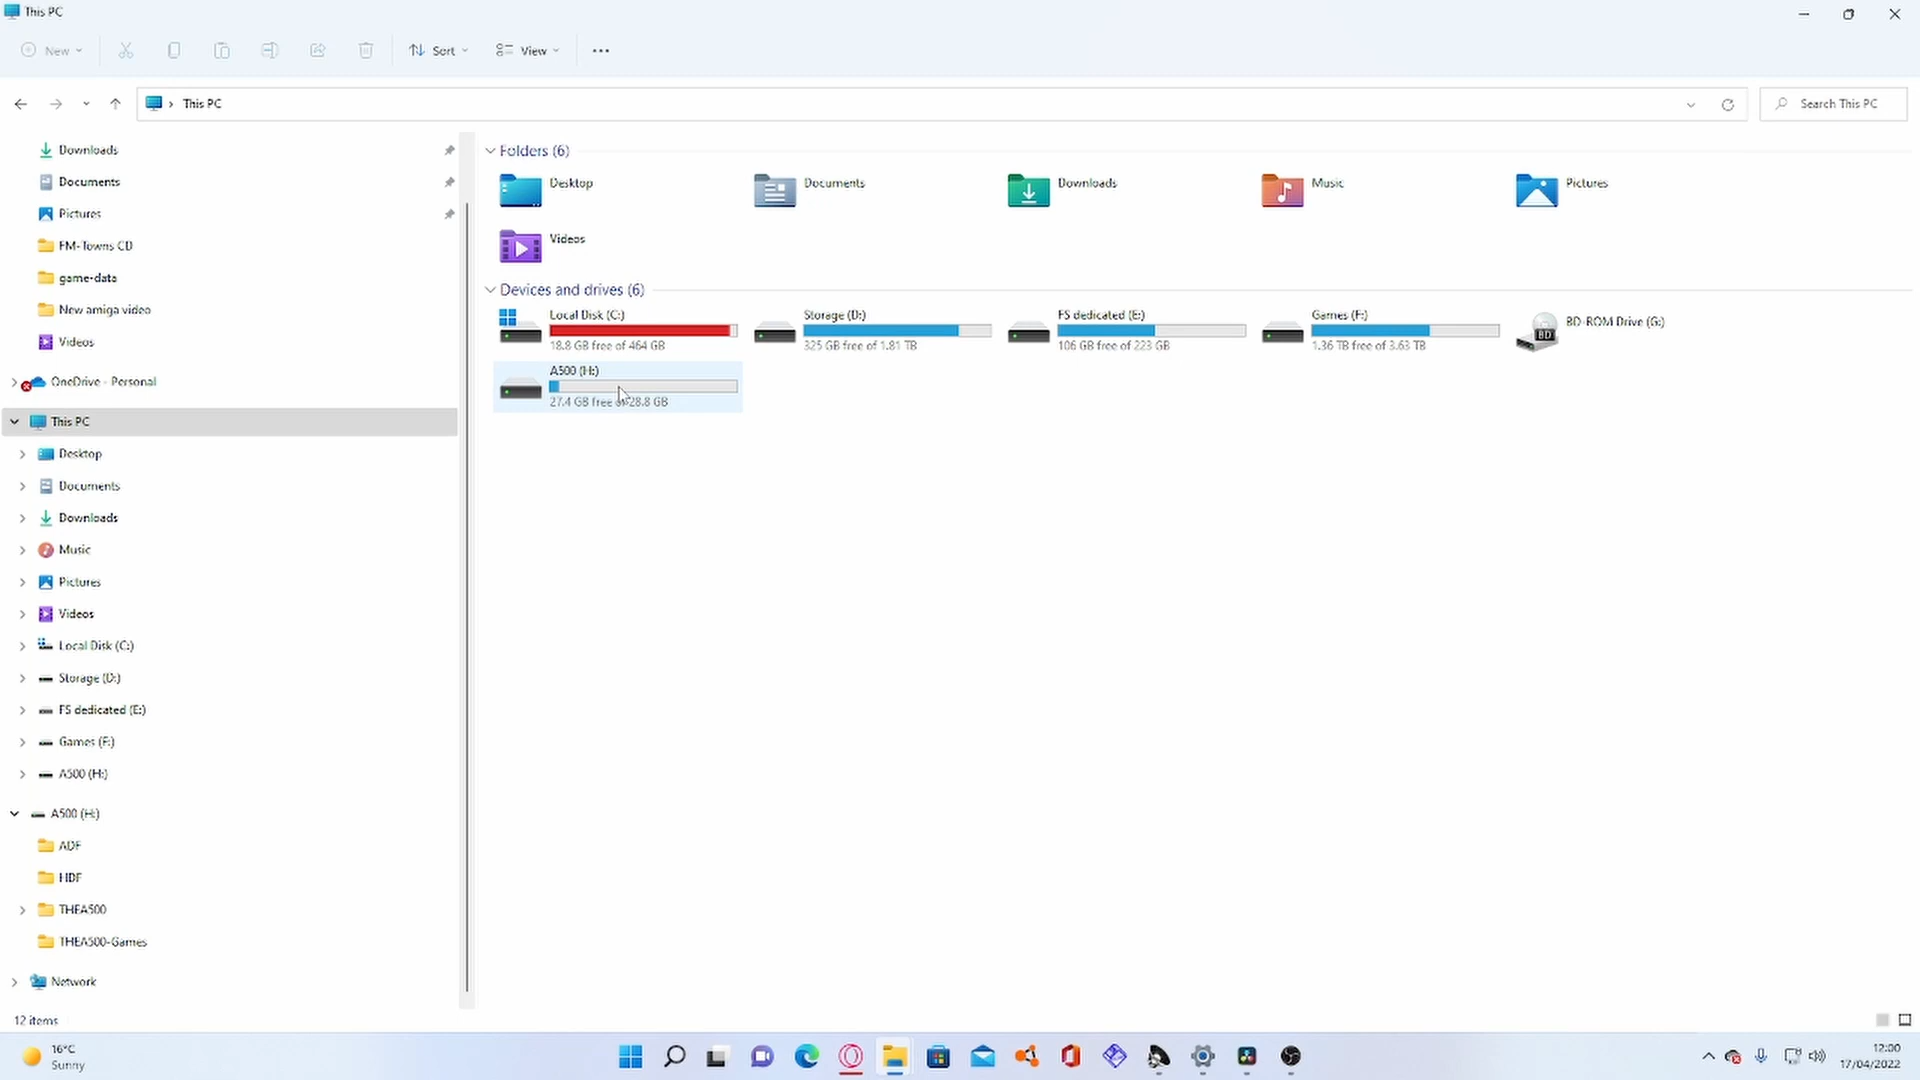 This PC
New
Sort
View
This PC
Search This PC
Downloads
Documents
Pictures
FM-Towns CD
game-data
New amiga video
Videos
OneDrive - Personal
This PC
Desktop
Documents
Downloads
Music
Pictures
Videos
Local Disk (C:)
Storage (D:)
FS dedicated (E:)
Games (F:)
A500 (H:)
A500 (H:)
ADF
HDF
THEA500
THEA500-Games
Network
Folders (6)
Desktop
Documents
Downloads
Music
Pictures
Videos
Devices and drives (6)
Local Disk (C:)
18.8 GB free of 464 GB
Storage (D:)
325 GB free of 1.81 TB
FS dedicated (E:)
106 GB free of 223 GB
Games (F:)
1.36 TB free of 3.63 TB
BD-ROM Drive (G:)
BD
A500 (H:)
27.4 GB free of 28.8 GB
12 items
16°C
Sunny
12:00
17/04/2022